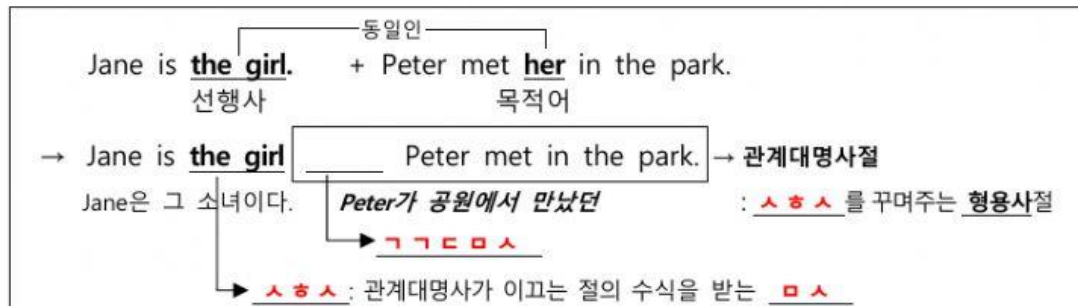 동일인
Jane is the girl. + Peter met her in the park.
선행사 목적어
→ Jane is the girl ______ Peter met in the park. → 관계대명사절
Jane은 그 소녀이다. Peter가 공원에서 만났던 : ㅅㅎㅅ를 꾸며주는 형용사절
ㄱㄱㄷㅁㅅ
ㅅㅎㅅ: 관계대명사가 이끄는 절의 수식을 받는 ㅁㅅ